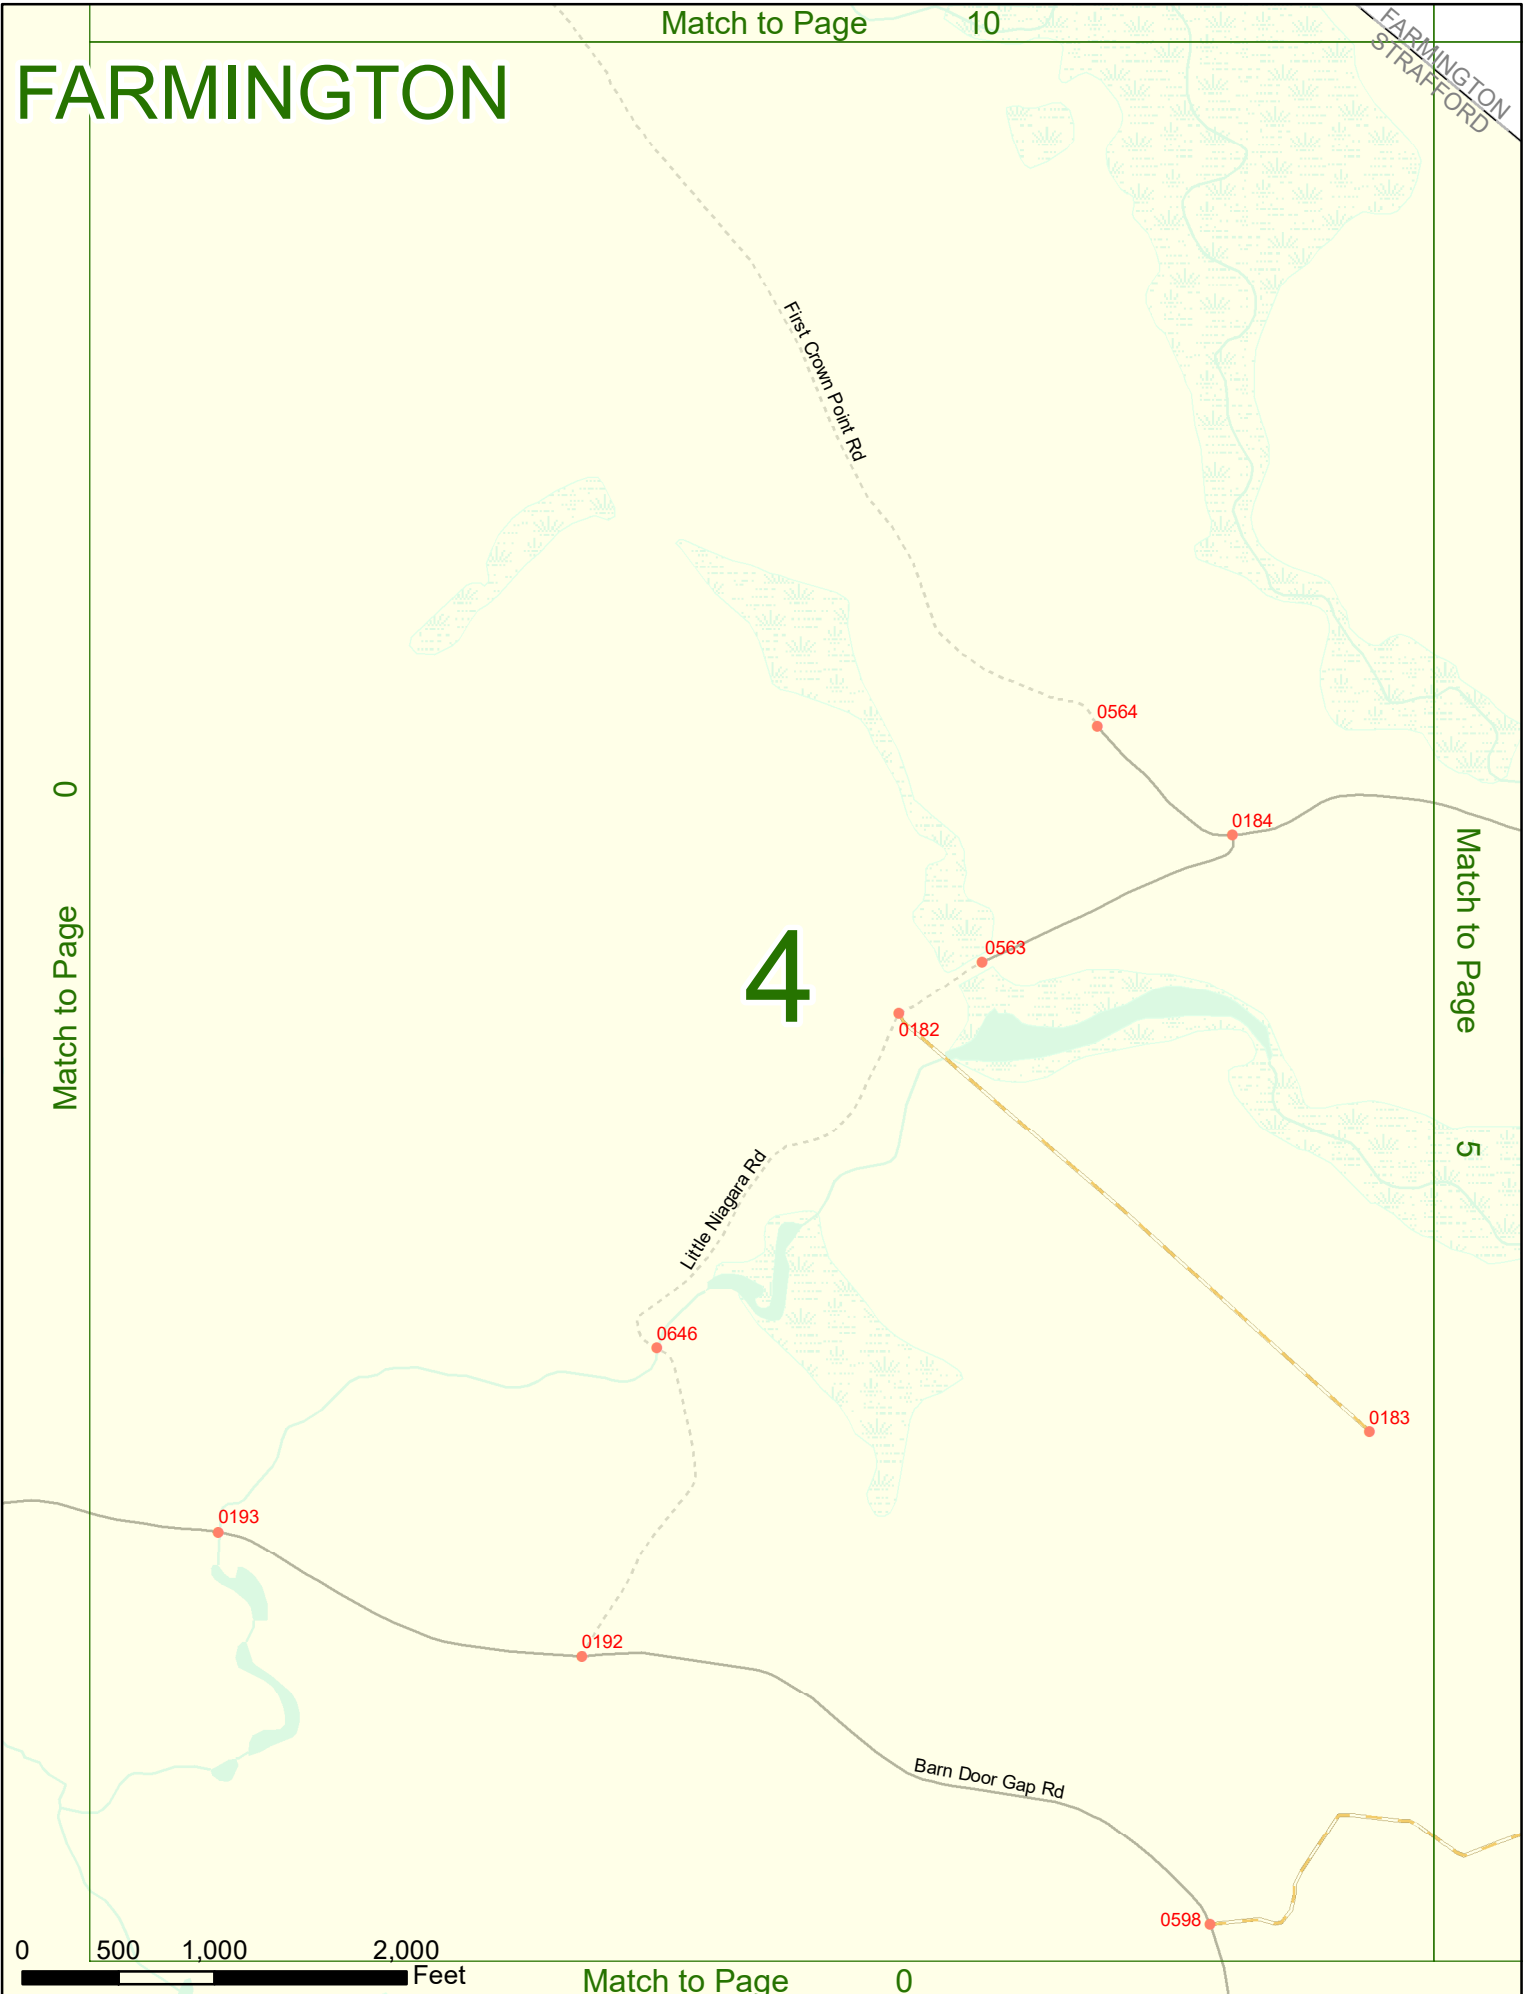 Match to Page 10
FARMINGTON
FARMINGTON
STRAFFORD
First Crown Point Rd
0564
0184
Match to Page 0
Match to Page 5
4
0563
0182
Little Niagara Rd
0646
0183
0193
0192
Barn Door Gap Rd
0598
0 500 1,000 2,000
Feet
Match to Page 0